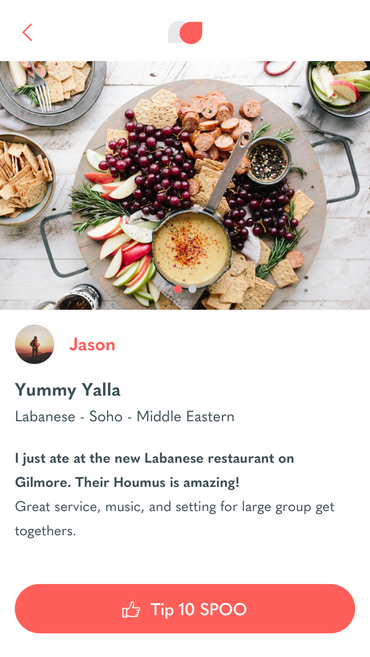 Jason
Yummy Yalla
Labanese - Soho - Middle Eastern
I just ate at the new Labanese restaurant on
Gilmore. Their Houmus is amazing!
Great service, music, and setting for large group get
togethers.
Tip 10 SPOO